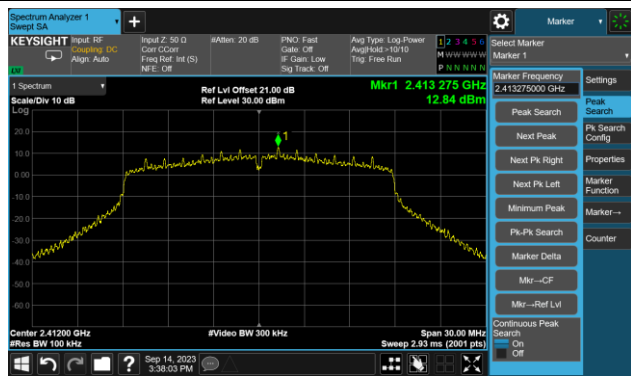 Spectrum Analyzer 1
Swept SA
+
Marker
KEYSIGHT
Input: RF
Coupling: DC
Align: Auto
Input Z: 50 Ω
Corr CCorr
Freq Ref: Int (S)
NFE: Off
#Atten: 20 dB
PNO: Fast
Gate: Off
IF Gain: Low
Sig Track: Off
Avg Type: Log-Power
Avg|Hold:>10/10
Trig: Free Run
1 2 3 4 5 6
M W W W W W
P N N N N N
Select Marker
Marker 1
1 Spectrum
Scale/Div 10 dB
Log
Ref Lvl Offset 21.00 dB
Ref Level 30.00 dBm
Mkr1 2.413 275 GHz
12.84 dBm
20.0
10.0
0.00
-10.0
-20.0
-30.0
-40.0
-50.0
-60.0
1
Center 2.41200 GHz
#Res BW 100 kHz
#Video BW 300 kHz
Span 30.00 MHz
Sweep 2.93 ms (2001 pts)
Marker Frequency
2.413275000 GHz
Peak Search
Next Peak
Next Pk Right
Next Pk Left
Minimum Peak
Pk-Pk Search
Marker Delta
Mkr→CF
Mkr→Ref Lvl
Continuous Peak
Search
On
Off
Settings
Peak
Search
Pk Search
Config
Properties
Marker
Function
Marker→
Counter
?
Sep 14, 2023
3:38:03 PM